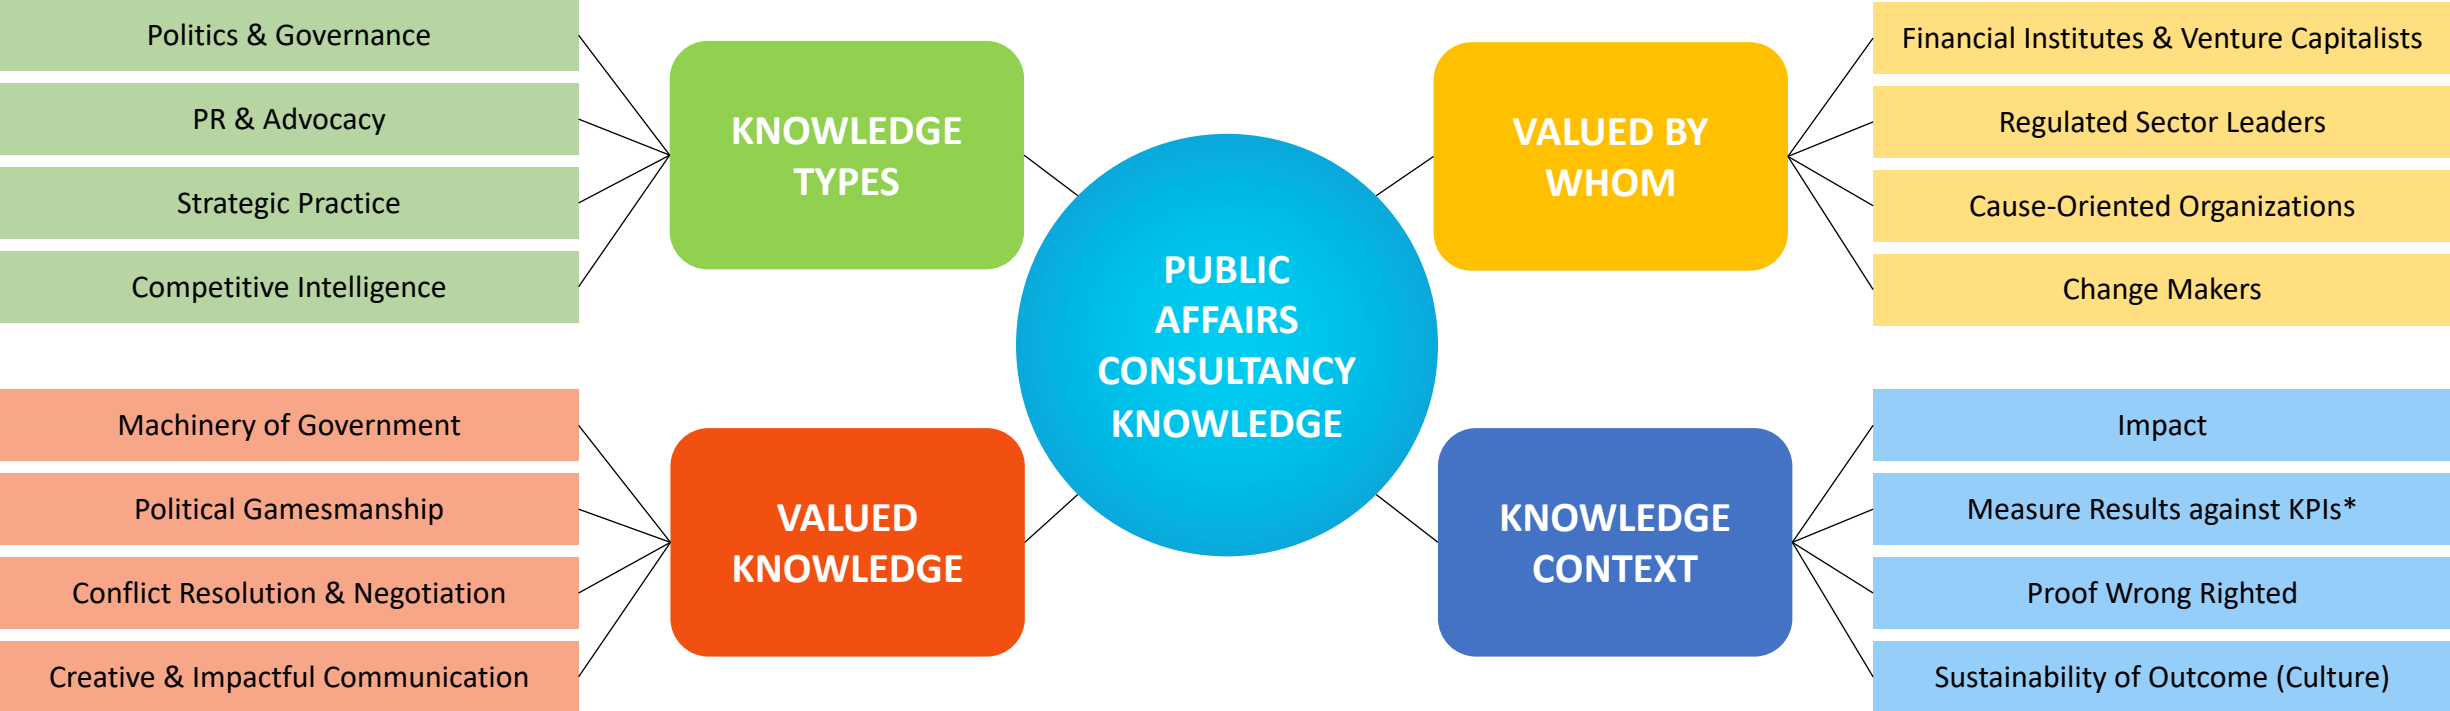 Politics & Governance
PR & Advocacy
Strategic Practice
Competitive Intelligence
KNOWLEDGE
TYPES
VALUED BY
WHOM
Financial Institutes & Venture Capitalists
Regulated Sector Leaders
Cause-Oriented Organizations
Change Makers
PUBLIC
AFFAIRS
CONSULTANCY
KNOWLEDGE
Machinery of Government
Political Gamesmanship
Conflict Resolution & Negotiation
Creative & Impactful Communication
VALUED
KNOWLEDGE
KNOWLEDGE
CONTEXT
Impact
Measure Results against KPIs*
Proof Wrong Righted
Sustainability of Outcome (Culture)